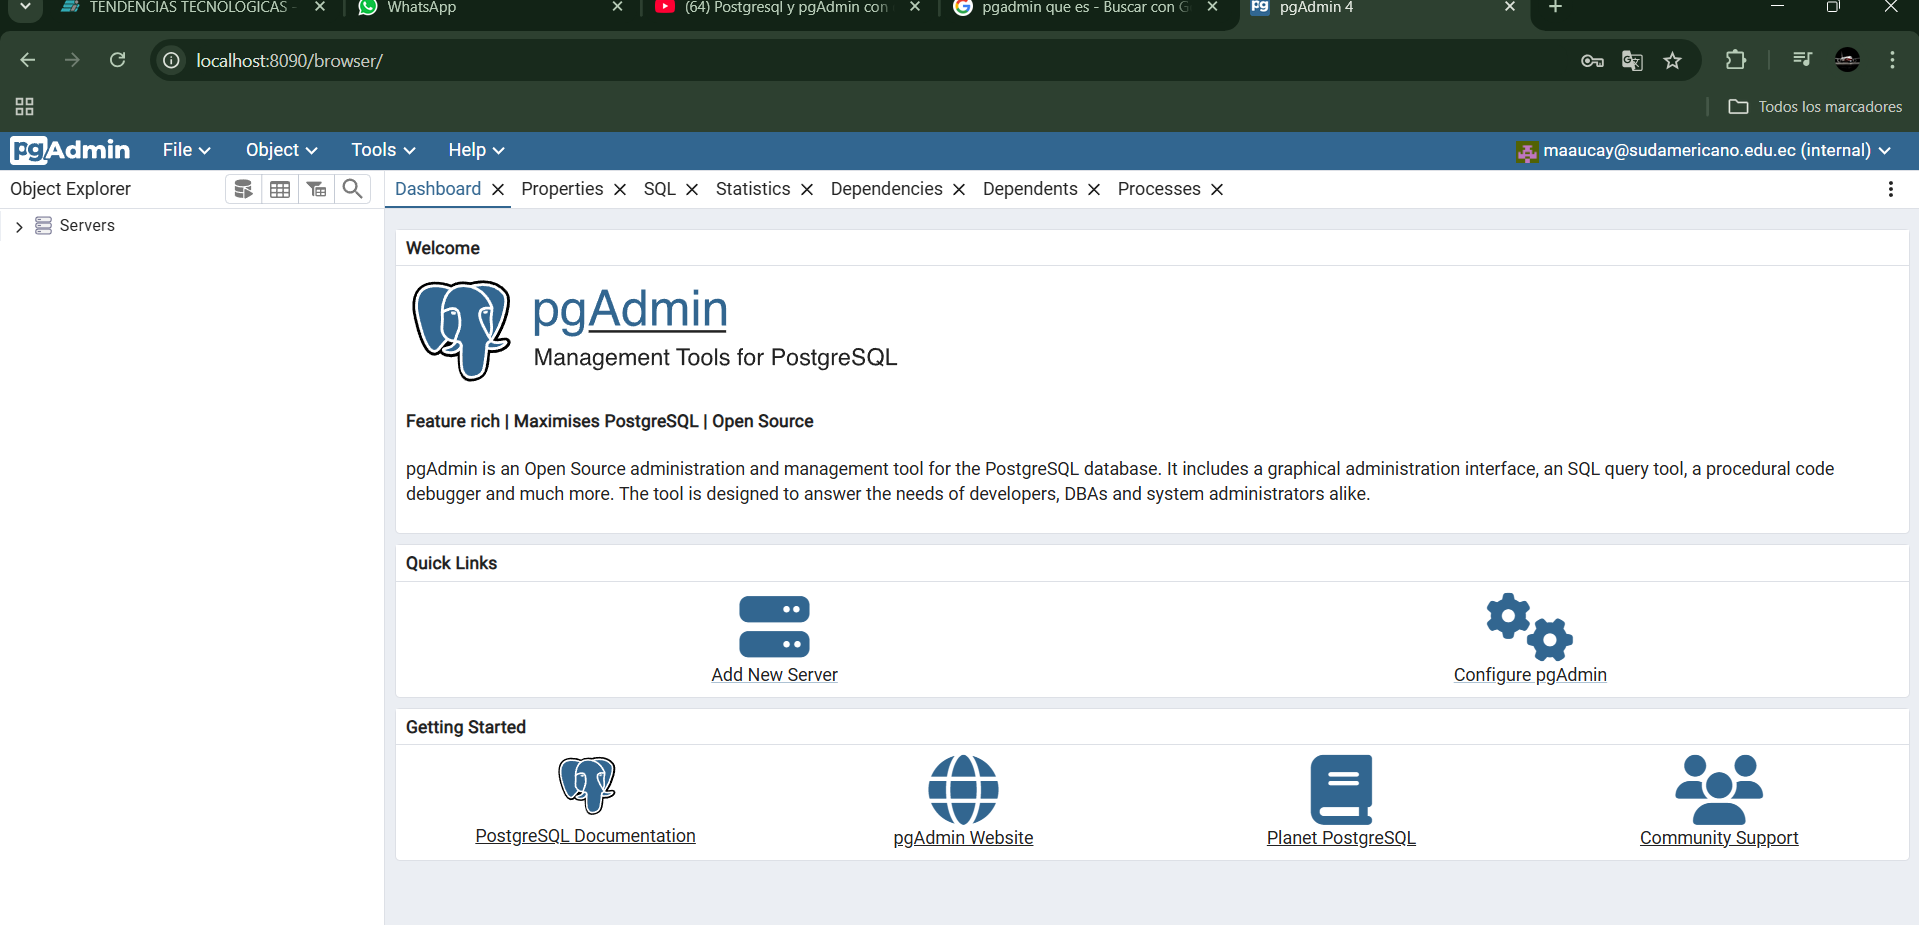 TENDENCIAS TECNOLOGICAS -
WhatsApp
(64) Postgresql y pgAdmin con
pgadmin que es - Buscar con G
pgAdmin 4
localhost:8090/browser/
Todos los marcadores
pgAdmin
File
Object
Tools
Help
maaucay@sudamericano.edu.ec (internal)
Object Explorer
Dashboard
Properties
SQL
Statistics
Dependencies
Dependents
Processes
Servers
Welcome
pgAdmin
Management Tools for PostgreSQL
Feature rich | Maximises PostgreSQL | Open Source
pgAdmin is an Open Source administration and management tool for the PostgreSQL database. It includes a graphical administration interface, an SQL query tool, a procedural code
debugger and much more. The tool is designed to answer the needs of developers, DBAs and system administrators alike.
Quick Links
Add New Server
Configure pgAdmin
Getting Started
PostgreSQL Documentation
pgAdmin Website
Planet PostgreSQL
Community Support